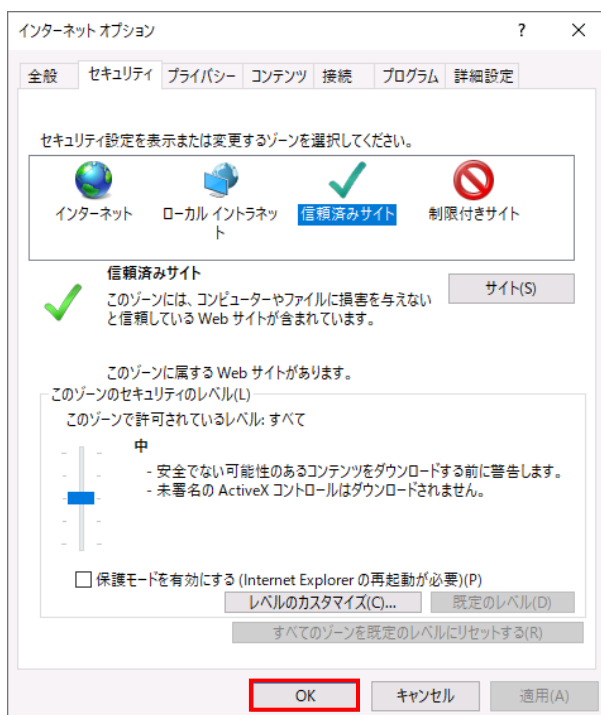 インターネット オプション
?
×
全般 セキュリティ プライバシー コンテンツ 接続 プログラム 詳細設定
セキュリティ設定を表示または変更するゾーンを選択してください。
インターネット
ローカル イントラネッ
ト
信頼済みサイト
制限付きサイト
信頼済みサイト
このゾーンには、コンピューターやファイルに損害を与えない
と信頼している Web サイトが含まれています。
サイト(S)
このゾーンに属する Web サイトがあります。
このゾーンのセキュリティのレベル(L)
このゾーンで許可されているレベル: すべて
中
- 安全でない可能性のあるコンテンツをダウンロードする前に警告します。
- 未署名の ActiveX コントロールはダウンロードされません。
保護モードを有効にする (Internet Explorer の再起動が必要)(P)
レベルのカスタマイズ(C)... 既定のレベル(D)
すべてのゾーンを既定のレベルにリセットする(R)
OK キャンセル 適用(A)